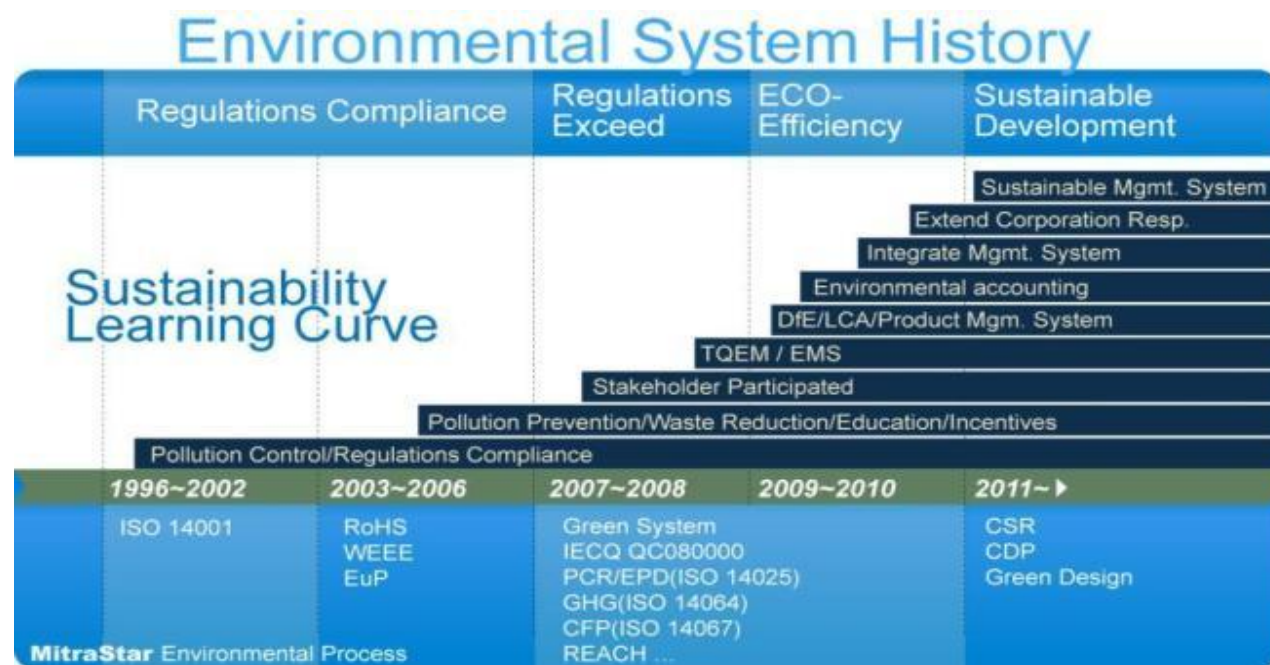 Environmental System History
Regulations Compliance
Regulations
Exceed
ECO-
Efficiency
Sustainable
Development
Sustainability
Learning Curve
Sustainable Mgmt. System
Extend Corporation Resp.
Integrate Mgmt. System
Environmental accounting
DfE/LCA/Product Mgm. System
TQEM / EMS
Stakeholder Participated
Pollution Prevention/Waste Reduction/Education/Incentives
Pollution Control/Regulations Compliance
1996~2002
2003~2006
2007~2008
2009~2010
2011~
ISO 14001
RoHS
WEEE
EuP
Green System
IECQ QC080000
PCR/EPD(ISO 14025)
GHG(ISO 14064)
CFP(ISO 14067)
REACH ...
CSR
CDP
Green Design
MitraStar Environmental Process